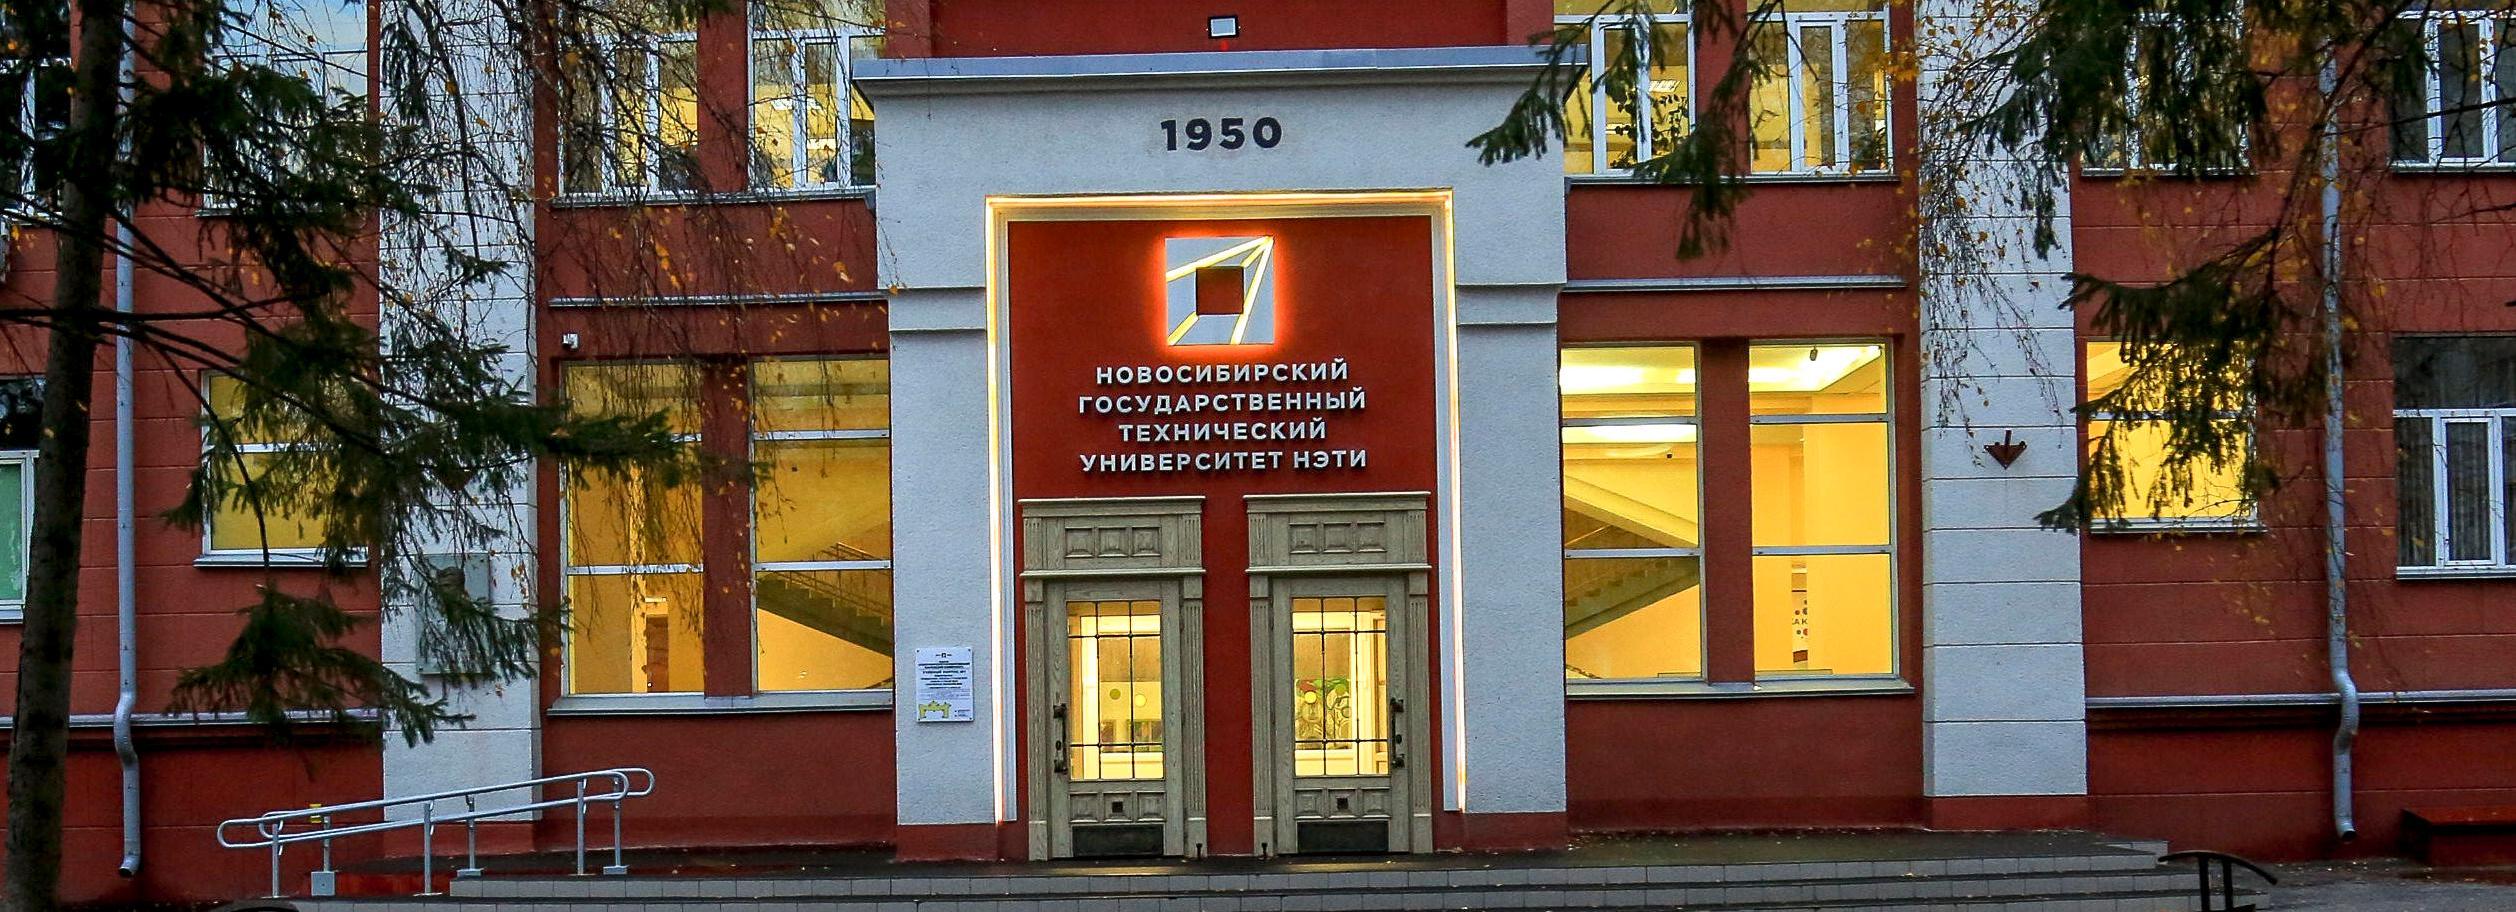 1950
НОВОСИБИРСКИЙ
ГОСУДАРСТВЕННЫЙ
ТЕХНИЧЕСКИЙ
УНИВЕРСИТЕТ НЭТИ